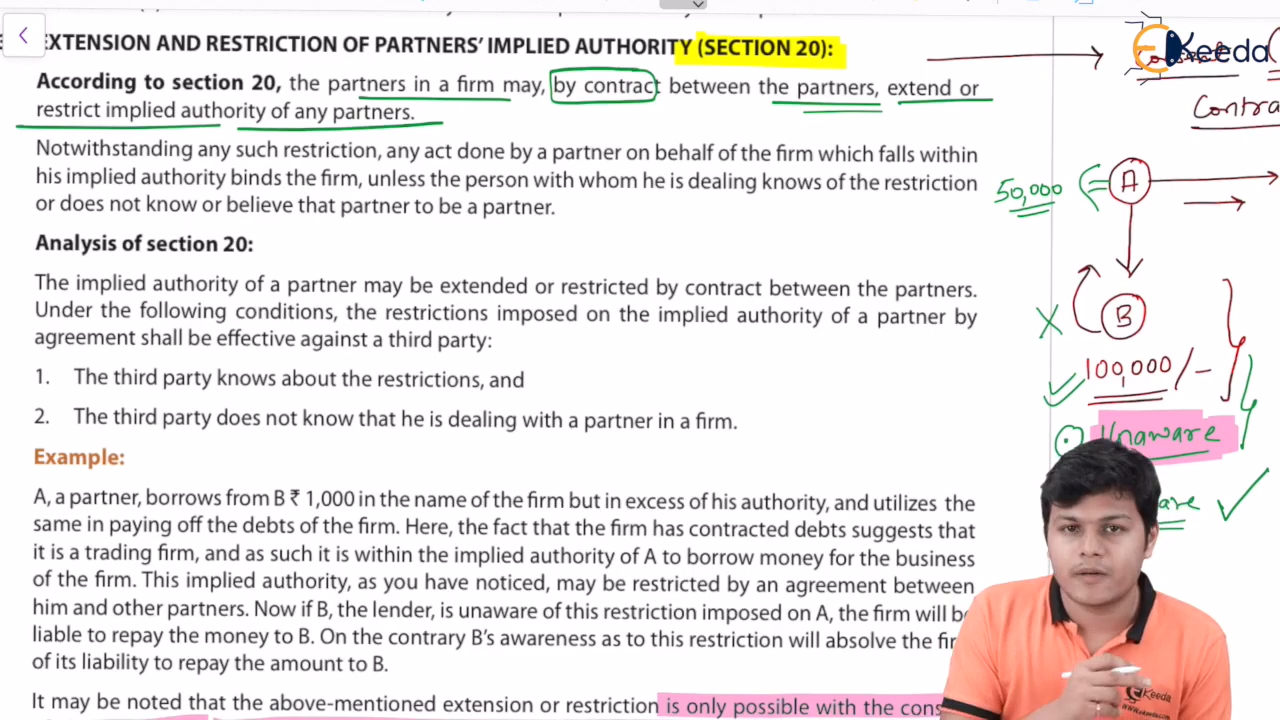 EXTENSION AND RESTRICTION OF PARTNERS' IMPLIED AUTHORITY (SECTION 20):
According to section 20, the partners in a firm may, by contract between the partners, extend or
restrict implied authority of any partners.
Notwithstanding any such restriction, any act done by a partner on behalf of the firm which falls within
his implied authority binds the firm, unless the person with whom he is dealing knows of the restriction
or does not know or believe that partner to be a partner.
Analysis of section 20:
The implied authority of a partner may be extended or restricted by contract between the partners.
Under the following conditions, the restrictions imposed on the implied authority of a partner by
agreement shall be effective against a third party:
1. The third party knows about the restrictions, and
2. The third party does not know that he is dealing with a partner in a firm.
Example:
A, a partner, borrows from B ₹ 1,000 in the name of the firm but in excess of his authority, and utilizes the
same in paying off the debts of the firm. Here, the fact that the firm has contracted debts suggests that
it is a trading firm, and as such it is within the implied authority of A to borrow money for the business
of the firm. This implied authority, as you have noticed, may be restricted by an agreement between
him and other partners. Now if B, the lender, is unaware of this restriction imposed on A, the firm will be
liable to repay the money to B. On the contrary B's awareness as to this restriction will absolve the fir
of its liability to repay the amount to B.
It may be noted that the above-mentioned extension or restriction is only possible with the cons
Ekeeda
Contra
50,000
A
B
100,000/-
Unaware
are
Ekeeda
www.ekeeda.com